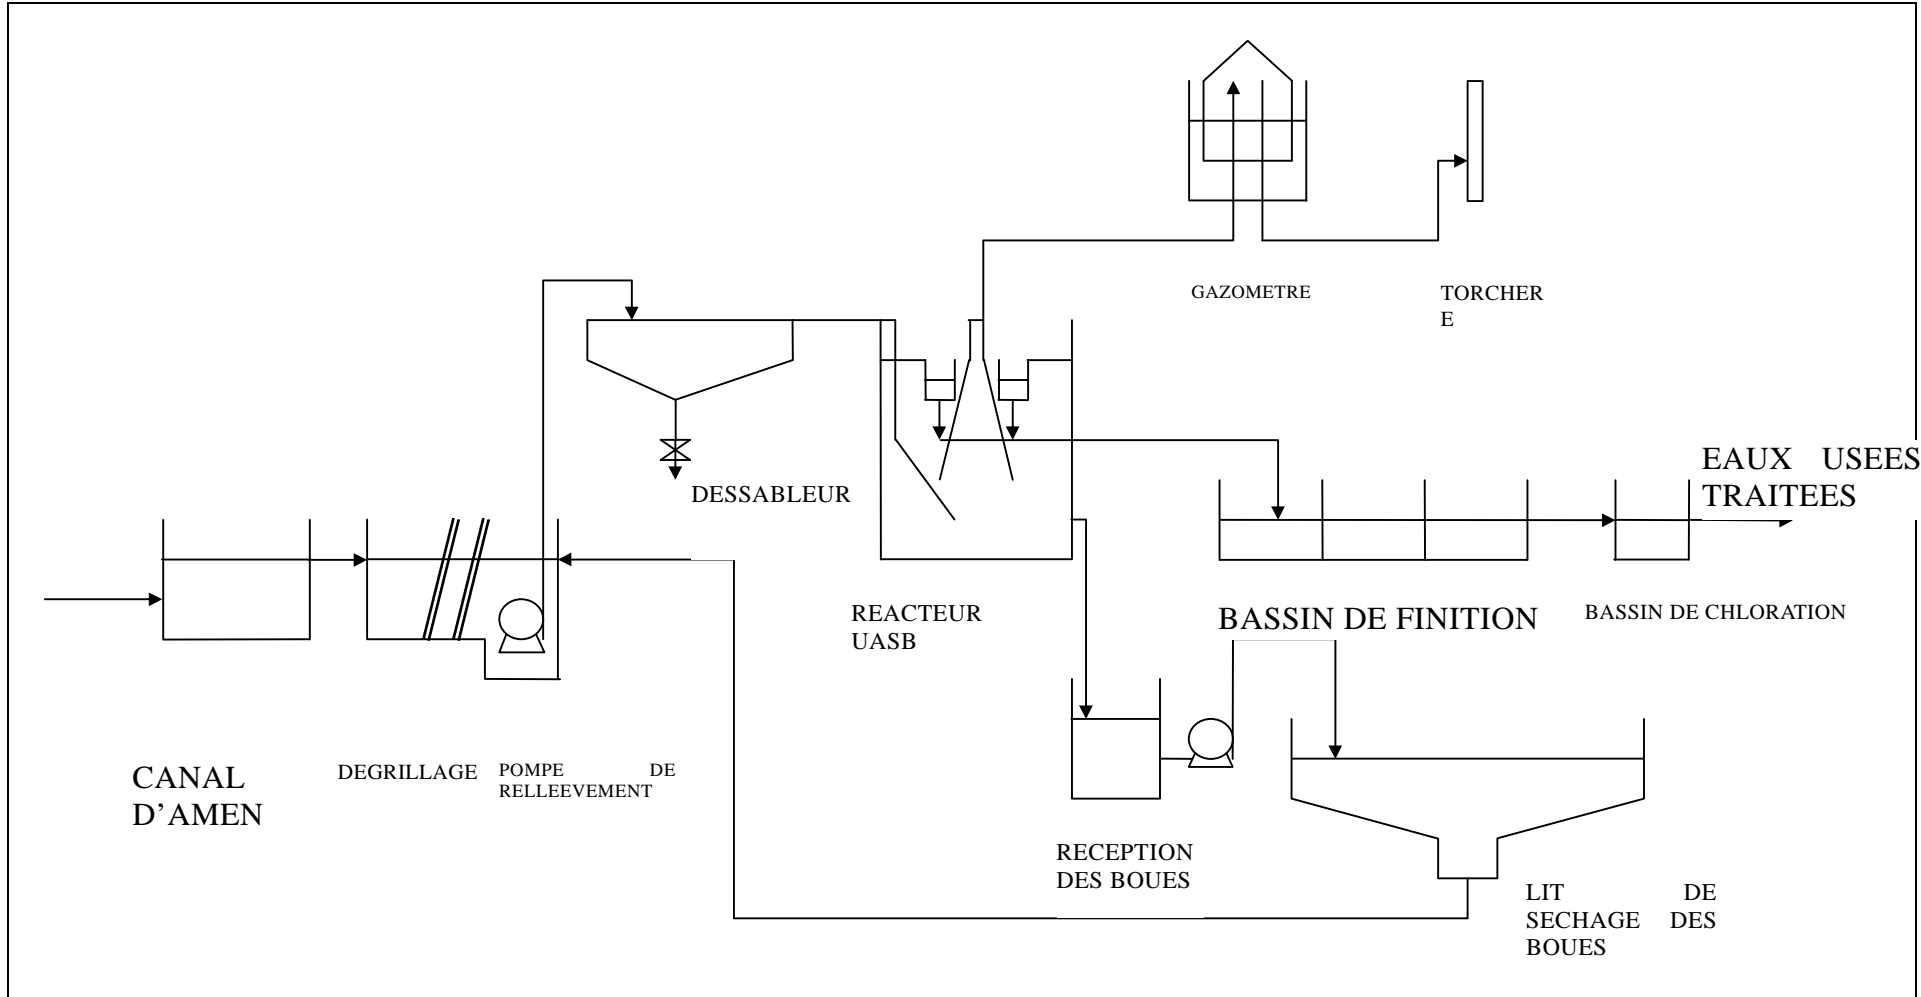 GAZOMETRE
TORCHER
E
DESSABLEUR
EAUX USEES
TRAITEES
REACTEUR
UASB
BASSIN DE FINITION
BASSIN DE CHLORATION
CANAL
D’AMEN
DEGRILLAGE
POMPE DE
RELLEEVEMENT
RECEPTION
DES BOUES
LIT DE
SECHAGE DES
BOUES